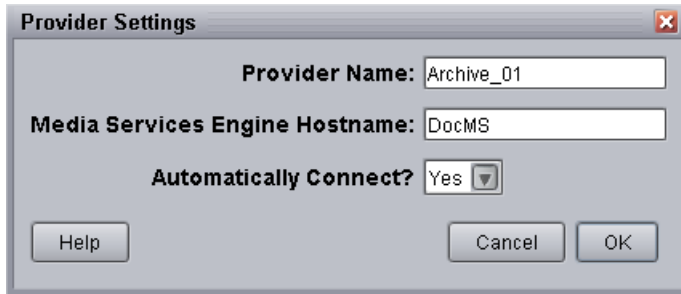 Provider Settings
Provider Name: Archive_01
Media Services Engine Hostname: DocMS
Automatically Connect? Yes
Help Cancel OK